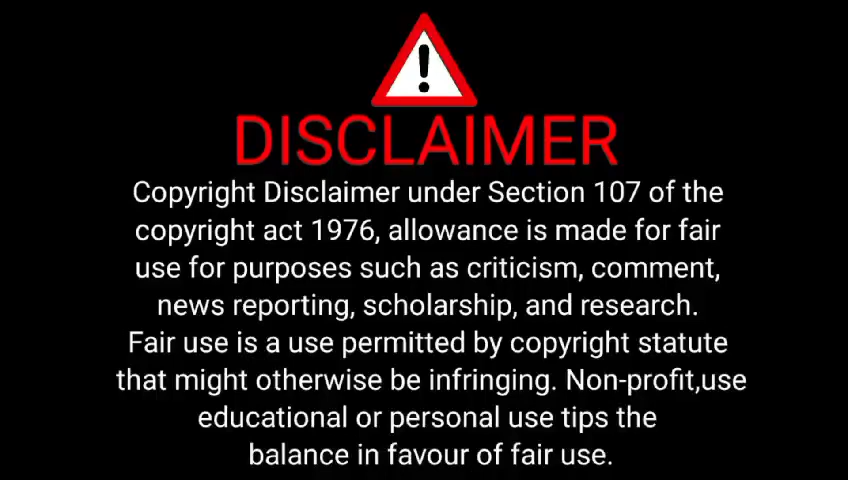 DISCLAIMER
Copyright Disclaimer under Section 107 of the
copyright act 1976, allowance is made for fair
use for purposes such as criticism, comment,
news reporting, scholarship, and research.
Fair use is a use permitted by copyright statute
that might otherwise be infringing. Non-profit,use
educational or personal use tips the
balance in favour of fair use.